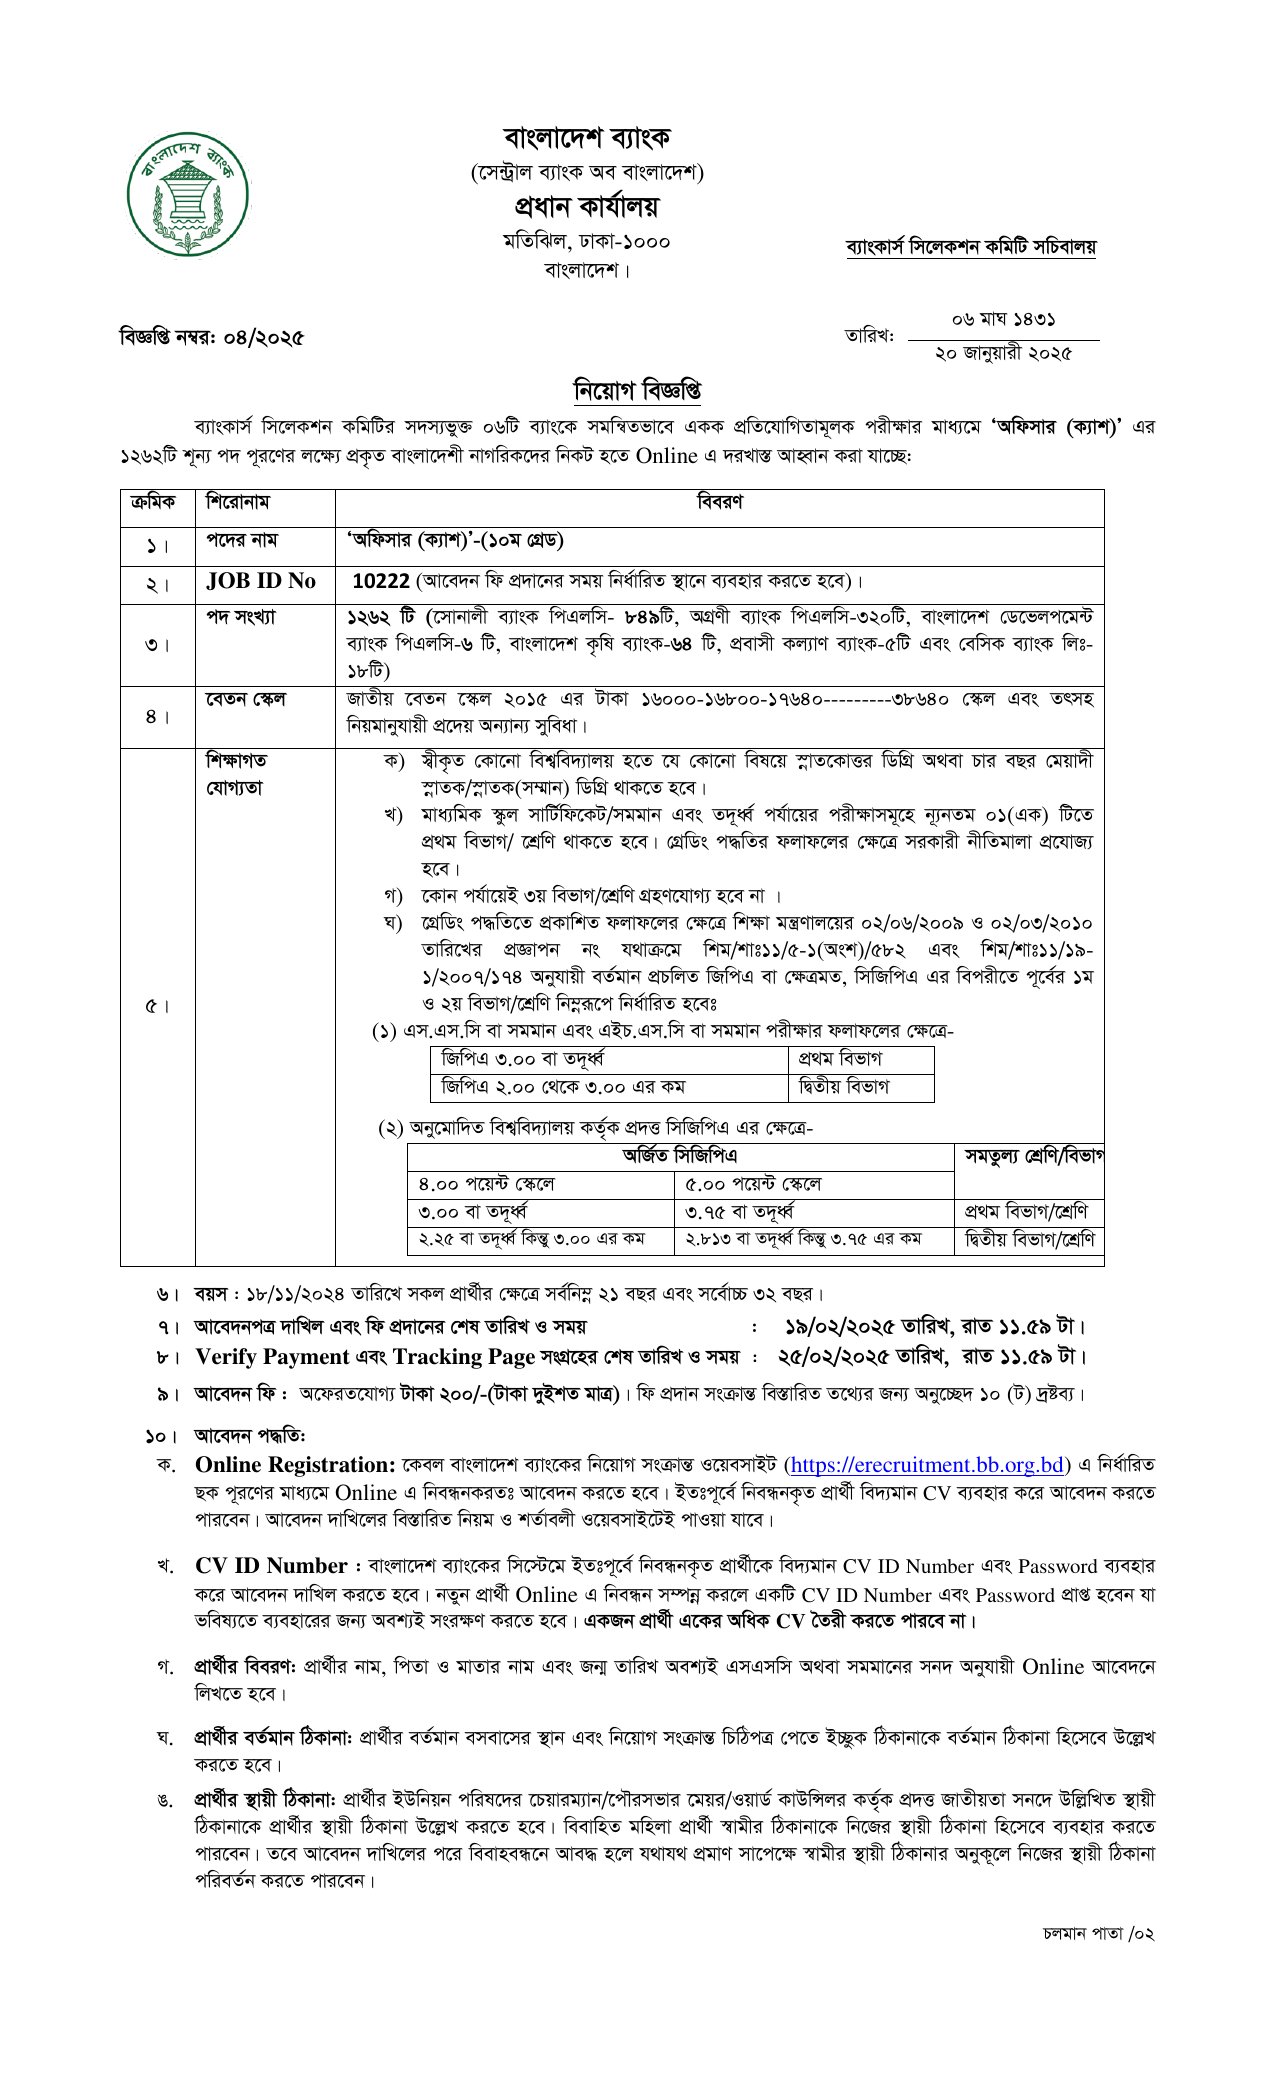 বাংলাদেশ ব্যাংক
বাংলাদেশ ব্যাংক
(সেন্ট্রাল ব্যাংক অব বাংলাদেশ)
প্রধান কার্যালয়
মতিঝিল, ঢাকা-১০০০
বাংলাদেশ।
ব্যাংকার্স সিলেকশন কমিটি সচিবালয়
বিজ্ঞপ্তি নম্বর: ০৪/২০২৫
০৬ মাঘ ১৪৩১
তারিখ:
২০ জানুয়ারী ২০২৫
নিয়োগ বিজ্ঞপ্তি
ব্যাংকার্স সিলেকশন কমিটির সদস্যভুক্ত ০৬টি ব্যাংকে সমন্বিতভাবে একক প্রতিযোগিতামূলক পরীক্ষার মাধ্যমে ‘অফিসার (ক্যাশ)’ এর
১২৬২টি শূন্য পদ পূরণের লক্ষ্যে প্রকৃত বাংলাদেশী নাগরিকদের নিকট হতে Online এ দরখাস্ত আহ্বান করা যাচ্ছে:
ক্রমিক শিরোনাম বিবরণ
১। পদের নাম ‘অফিসার (ক্যাশ)’-(১০ম গ্রেড)
২। JOB ID No 10222 (আবেদন ফি প্রদানের সময় নির্ধারিত স্থানে ব্যবহার করতে হবে)।
৩। পদ সংখ্যা ১২৬২ টি (সোনালী ব্যাংক পিএলসি- ৮৪৯টি, অগ্রণী ব্যাংক পিএলসি-৩২০টি, বাংলাদেশ ডেভেলপমেন্ট
ব্যাংক পিএলসি-৬ টি, বাংলাদেশ কৃষি ব্যাংক-৬৪ টি, প্রবাসী কল্যাণ ব্যাংক-৫টি এবং বেসিক ব্যাংক লিঃ-
১৮টি)
৪। বেতন স্কেল জাতীয় বেতন স্কেল ২০১৫ এর টাকা ১৬০০০-১৬৮০০-১৭৬৪০---------৩৮৬৪০ স্কেল এবং তৎসহ
নিয়মানুযায়ী প্রদেয় অন্যান্য সুবিধা।
৫। শিক্ষাগত
যোগ্যতা
ক) স্বীকৃত কোনো বিশ্ববিদ্যালয় হতে যে কোনো বিষয়ে স্নাতকোত্তর ডিগ্রি অথবা চার বছর মেয়াদী
স্নাতক/স্নাতক(সম্মান) ডিগ্রি থাকতে হবে।
খ) মাধ্যমিক স্কুল সার্টিফিকেট/সমমান এবং তদূর্ধ্ব পর্যায়ের পরীক্ষাসমূহে ন্যূনতম ০১(এক) টিতে
প্রথম বিভাগ/ শ্রেণি থাকতে হবে। গ্রেডিং পদ্ধতির ফলাফলের ক্ষেত্রে সরকারী নীতিমালা প্রযোজ্য
হবে।
গ) কোন পর্যায়েই ৩য় বিভাগ/শ্রেণি গ্রহণযোগ্য হবে না ।
ঘ) গ্রেডিং পদ্ধতিতে প্রকাশিত ফলাফলের ক্ষেত্রে শিক্ষা মন্ত্রণালয়ের ০২/০৬/২০০৯ ও ০২/০৩/২০১০
তারিখের প্রজ্ঞাপন নং যথাক্রমে শিম/শাঃ১১/৫-১(অংশ)/৫৮২ এবং শিম/শাঃ১১/১৯-
১/২০০৭/১৭৪ অনুযায়ী বর্তমান প্রচলিত জিপিএ বা ক্ষেত্রমত, সিজিপিএ এর বিপরীতে পূর্বের ১ম
ও ২য় বিভাগ/শ্রেণি নিম্নরূপে নির্ধারিত হবেঃ
(১) এস.এস.সি বা সমমান এবং এইচ.এস.সি বা সমমান পরীক্ষার ফলাফলের ক্ষেত্রে-
জিপিএ ৩.০০ বা তদূর্ধ্ব প্রথম বিভাগ
জিপিএ ২.০০ থেকে ৩.০০ এর কম দ্বিতীয় বিভাগ
(২) অনুমোদিত বিশ্ববিদ্যালয় কর্তৃক প্রদত্ত সিজিপিএ এর ক্ষেত্রে-
অর্জিত সিজিপিএ সমতুল্য শ্রেণি/বিভাগ
৪.০০ পয়েন্ট স্কেলে ৫.০০ পয়েন্ট স্কেলে
৩.০০ বা তদূর্ধ্ব ৩.৭৫ বা তদূর্ধ্ব প্রথম বিভাগ/শ্রেণি
২.২৫ বা তদূর্ধ্ব কিন্তু ৩.০০ এর কম ২.৮১৩ বা তদূর্ধ্ব কিন্তু ৩.৭৫ এর কম দ্বিতীয় বিভাগ/শ্রেণি
৬। বয়স : ১৮/১১/২০২৪ তারিখে সকল প্রার্থীর ক্ষেত্রে সর্বনিম্ন ২১ বছর এবং সর্বোচ্চ ৩২ বছর।
৭। আবেদনপত্র দাখিল এবং ফি প্রদানের শেষ তারিখ ও সময় : ১৯/০২/২০২৫ তারিখ, রাত ১১.৫৯ টা।
৮। Verify Payment এবং Tracking Page সংগ্রহের শেষ তারিখ ও সময় : ২৫/০২/২০২৫ তারিখ, রাত ১১.৫৯ টা।
৯। আবেদন ফি : অফেরতযোগ্য টাকা ২০০/-(টাকা দুইশত মাত্র)। ফি প্রদান সংক্রান্ত বিস্তারিত তথ্যের জন্য অনুচ্ছেদ ১০ (ট) দ্রষ্টব্য।
১০। আবেদন পদ্ধতি:
ক. Online Registration: কেবল বাংলাদেশ ব্যাংকের নিয়োগ সংক্রান্ত ওয়েবসাইট (https://erecruitment.bb.org.bd) এ নির্ধারিত
ছক পূরণের মাধ্যমে Online এ নিবন্ধনকরতঃ আবেদন করতে হবে। ইতঃপূর্বে নিবন্ধনকৃত প্রার্থী বিদ্যমান CV ব্যবহার করে আবেদন করতে
পারবেন। আবেদন দাখিলের বিস্তারিত নিয়ম ও শর্তাবলী ওয়েবসাইটেই পাওয়া যাবে।
খ. CV ID Number : বাংলাদেশ ব্যাংকের সিস্টেমে ইতঃপূর্বে নিবন্ধনকৃত প্রার্থীকে বিদ্যমান CV ID Number এবং Password ব্যবহার
করে আবেদন দাখিল করতে হবে। নতুন প্রার্থী Online এ নিবন্ধন সম্পন্ন করলে একটি CV ID Number এবং Password প্রাপ্ত হবেন যা
ভবিষ্যতে ব্যবহারের জন্য অবশ্যই সংরক্ষণ করতে হবে। একজন প্রার্থী একের অধিক CV তৈরী করতে পারবে না।
গ. প্রার্থীর বিবরণ: প্রার্থীর নাম, পিতা ও মাতার নাম এবং জন্ম তারিখ অবশ্যই এসএসসি অথবা সমমানের সনদ অনুযায়ী Online আবেদনে
লিখতে হবে।
ঘ. প্রার্থীর বর্তমান ঠিকানা: প্রার্থীর বর্তমান বসবাসের স্থান এবং নিয়োগ সংক্রান্ত চিঠিপত্র পেতে ইচ্ছুক ঠিকানাকে বর্তমান ঠিকানা হিসেবে উল্লেখ
করতে হবে।
ঙ. প্রার্থীর স্থায়ী ঠিকানা: প্রার্থীর ইউনিয়ন পরিষদের চেয়ারম্যান/পৌরসভার মেয়র/ওয়ার্ড কাউন্সিলর কর্তৃক প্রদত্ত জাতীয়তা সনদে উল্লিখিত স্থায়ী
ঠিকানাকে প্রার্থীর স্থায়ী ঠিকানা উল্লেখ করতে হবে। বিবাহিত মহিলা প্রার্থী স্বামীর ঠিকানাকে নিজের স্থায়ী ঠিকানা হিসেবে ব্যবহার করতে
পারবেন। তবে আবেদন দাখিলের পরে বিবাহবন্ধনে আবদ্ধ হলে যথাযথ প্রমাণ সাপেক্ষে স্বামীর স্থায়ী ঠিকানার অনুকূলে নিজের স্থায়ী ঠিকানা
পরিবর্তন করতে পারবেন।
চলমান পাতা /০২